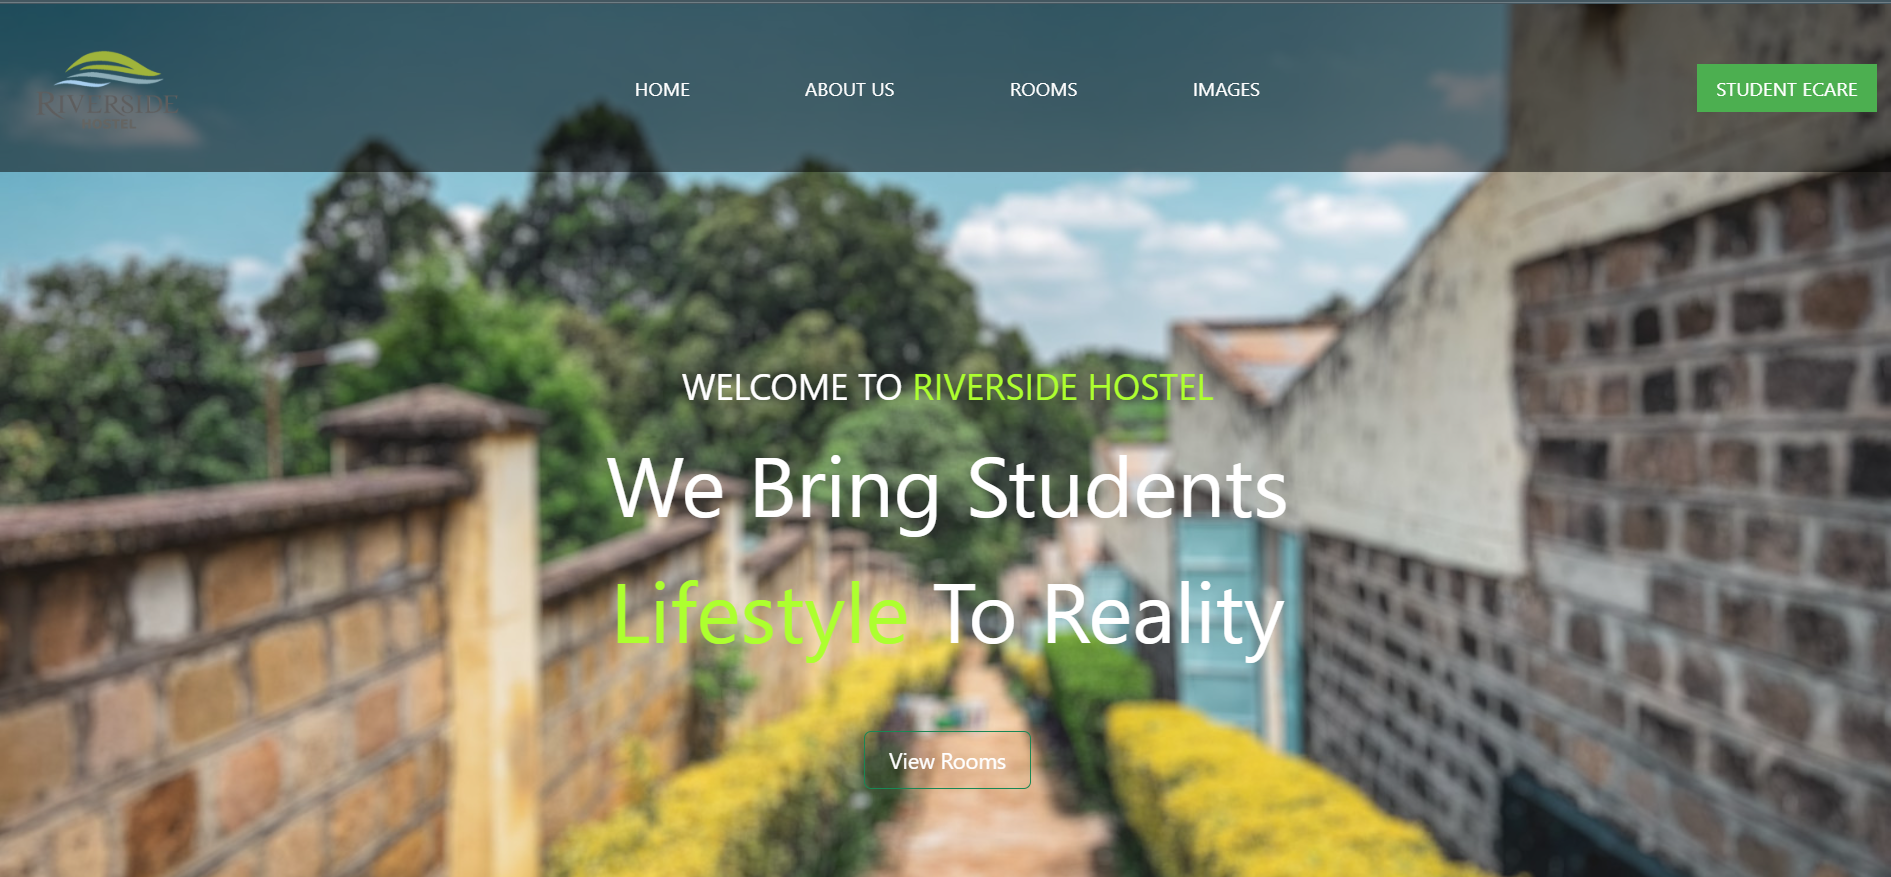 RIVERSIDE
HOSTEL
HOME
ABOUT US
ROOMS
IMAGES
STUDENT ECARE
WELCOME TO RIVERSIDE HOSTEL
We Bring Students
Lifestyle To Reality
View Rooms